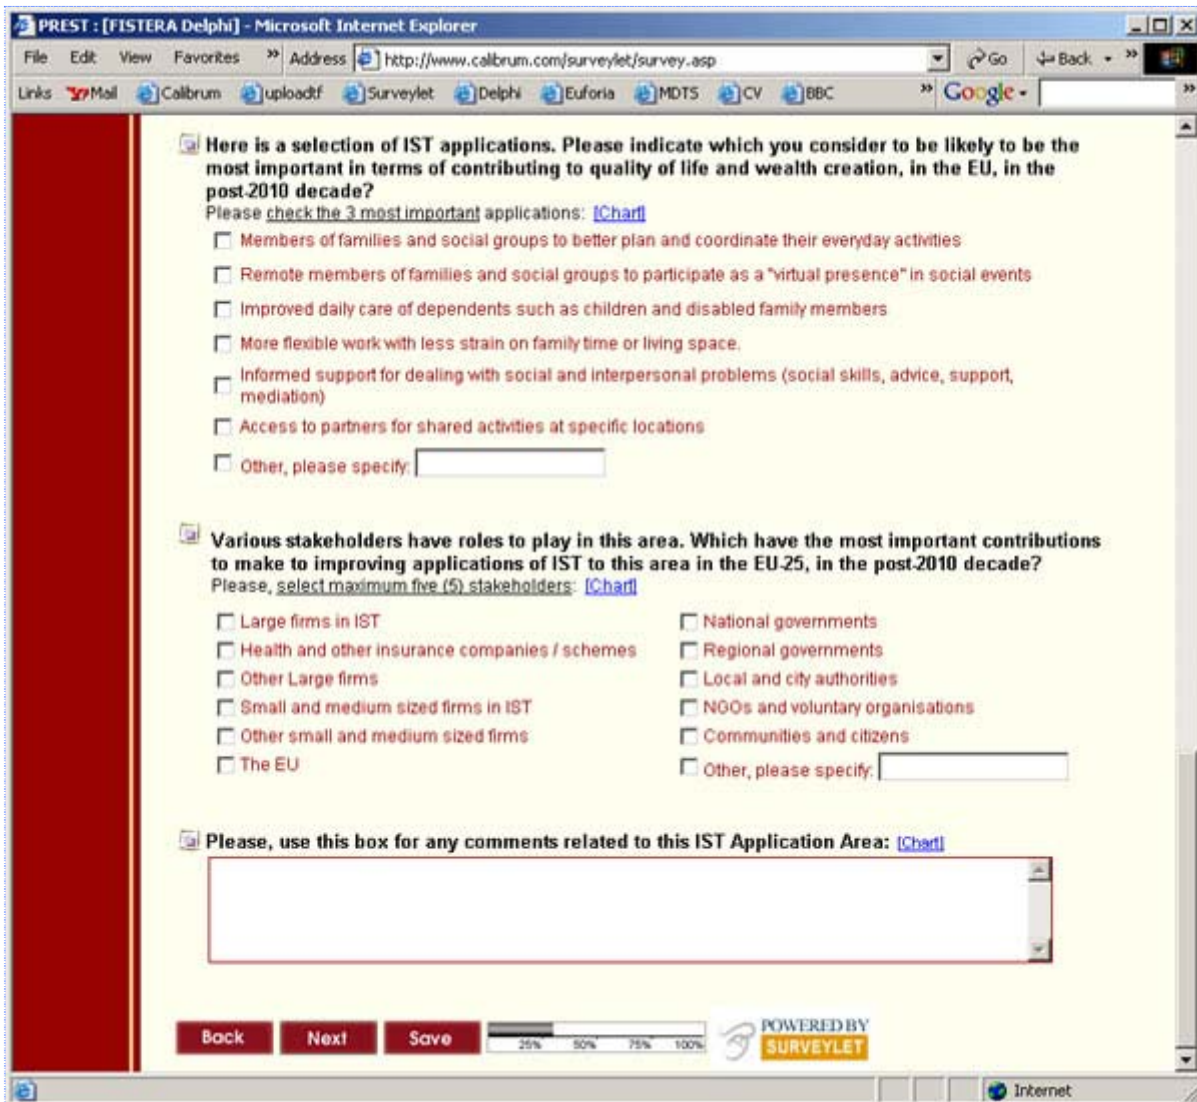 PREST : [FISTERA Delphi] - Microsoft Internet Explorer
File Edit View Favorites » Address http://www.calibrum.com/surveylet/survey.asp Go Back »
Links Mail Calibrum uploadtf Surveylet Delphi Euforia MDTS CV BBC » Google »
Here is a selection of IST applications. Please indicate which you consider to be likely to be the
most important in terms of contributing to quality of life and wealth creation, in the EU, in the
post-2010 decade?
Please check the 3 most important applications: [Chart]
Members of families and social groups to better plan and coordinate their everyday activities
Remote members of families and social groups to participate as a "virtual presence" in social events
Improved daily care of dependents such as children and disabled family members
More flexible work with less strain on family time or living space.
Informed support for dealing with social and interpersonal problems (social skills, advice, support,
mediation)
Access to partners for shared activities at specific locations
Other, please specify:
Various stakeholders have roles to play in this area. Which have the most important contributions
to make to improving applications of IST to this area in the EU-25, in the post-2010 decade?
Please, select maximum five (5) stakeholders: [Chart]
Large firms in IST
Health and other insurance companies / schemes
Other Large firms
Small and medium sized firms in IST
Other small and medium sized firms
The EU
National governments
Regional governments
Local and city authorities
NGOs and voluntary organisations
Communities and citizens
Other, please specify:
Please, use this box for any comments related to this IST Application Area: [Chart]
Back Next Save 25% 50% 75% 100% POWERED BY
SURVEYLET
Internet